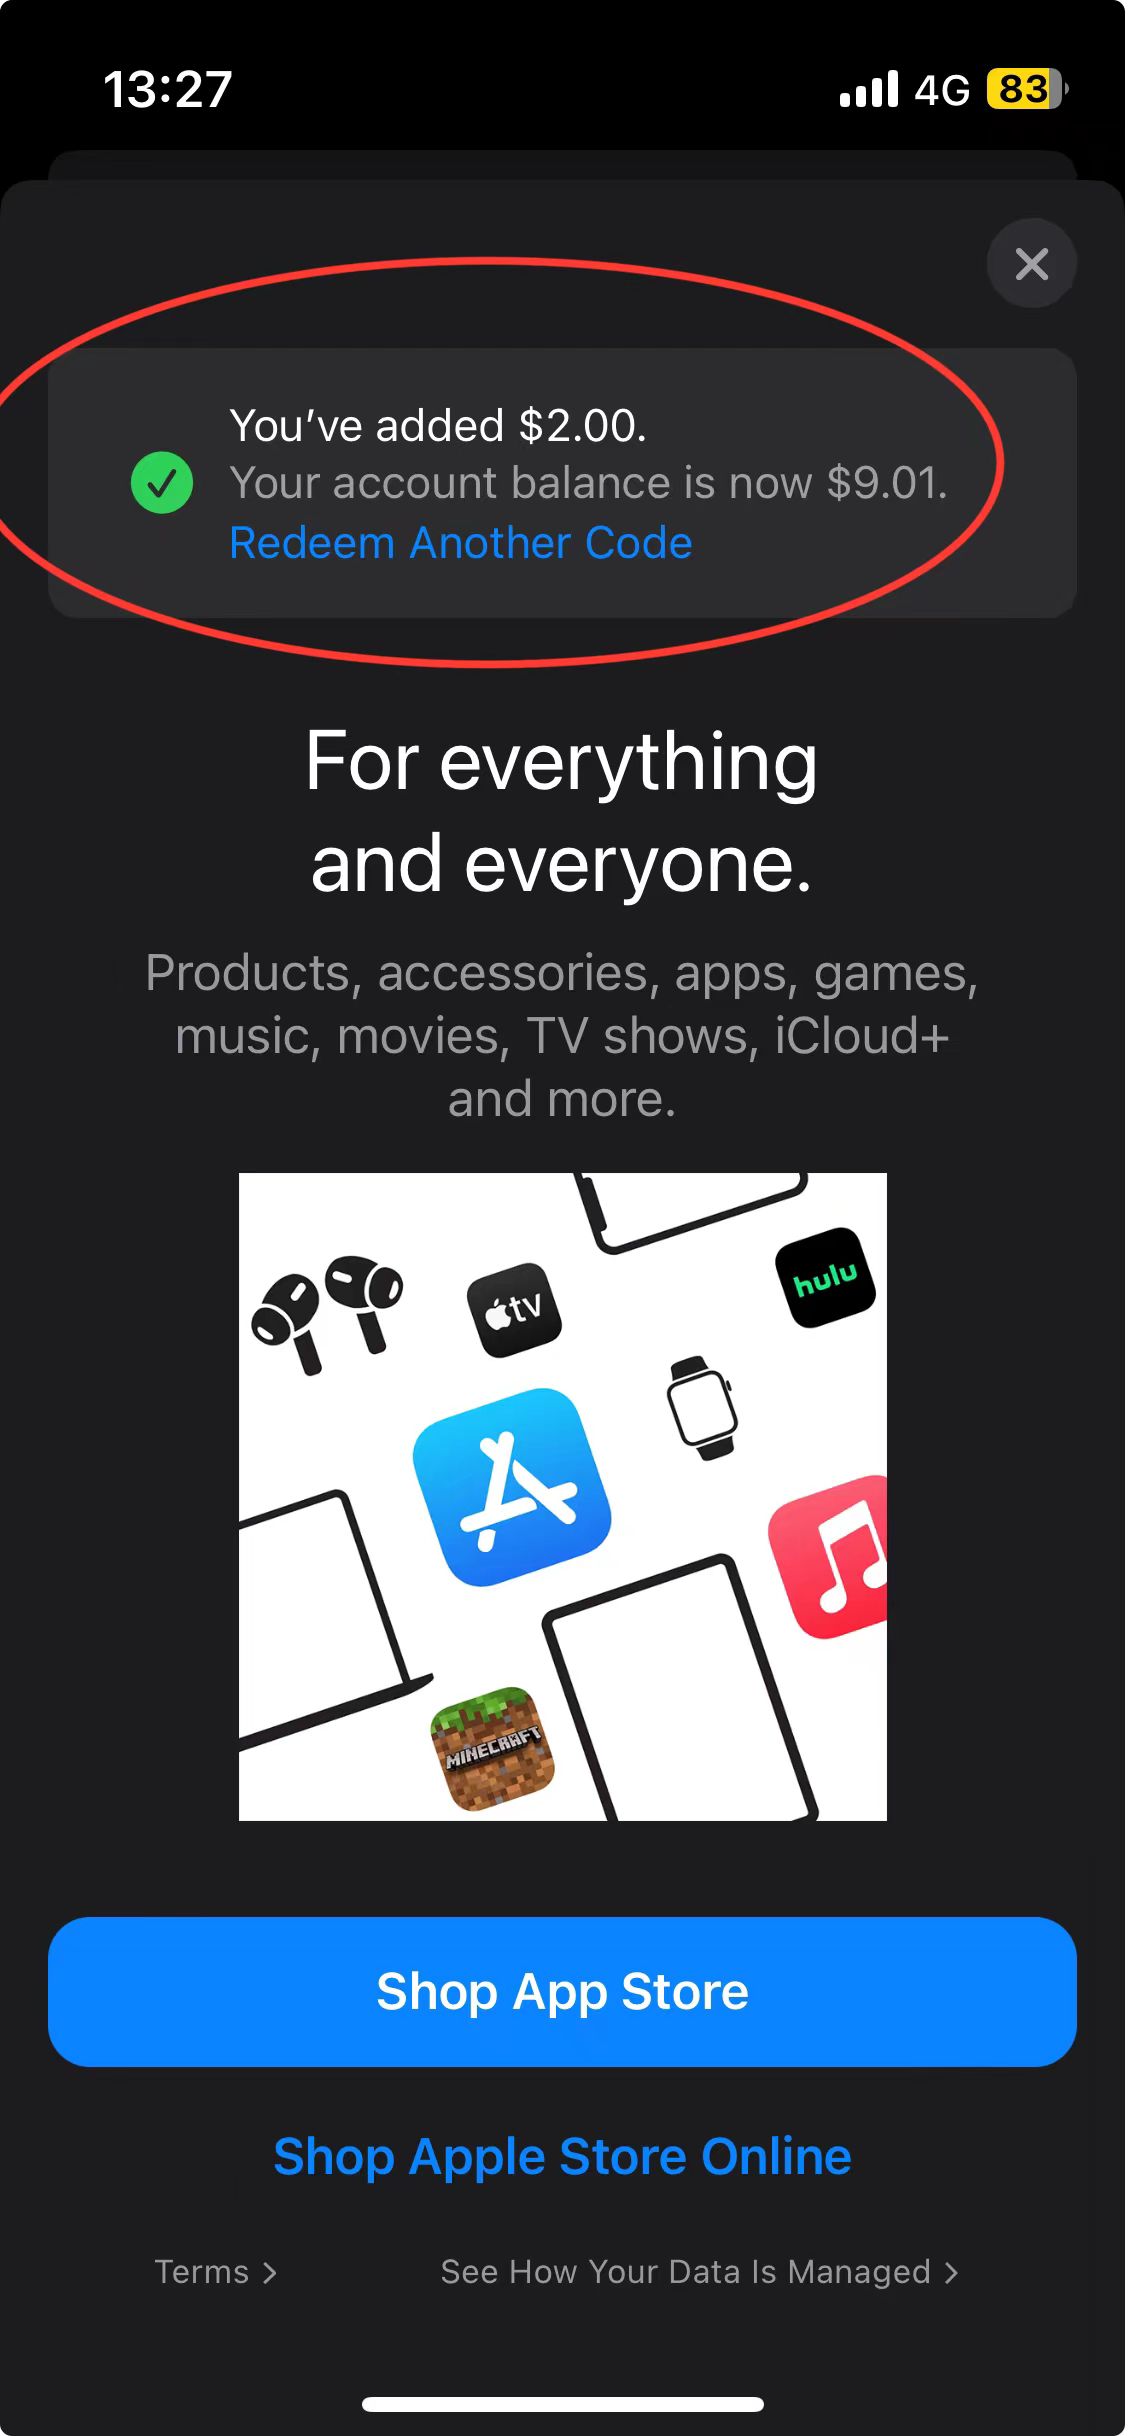 13:27
4G 83
You’ve added $2.00.
Your account balance is now $9.01.
Redeem Another Code
For everything
and everyone.
Products, accessories, apps, games,
music, movies, TV shows, iCloud+
and more.
tv
hulu
MINECRAFT
Shop App Store
Shop Apple Store Online
Terms >
See How Your Data Is Managed >